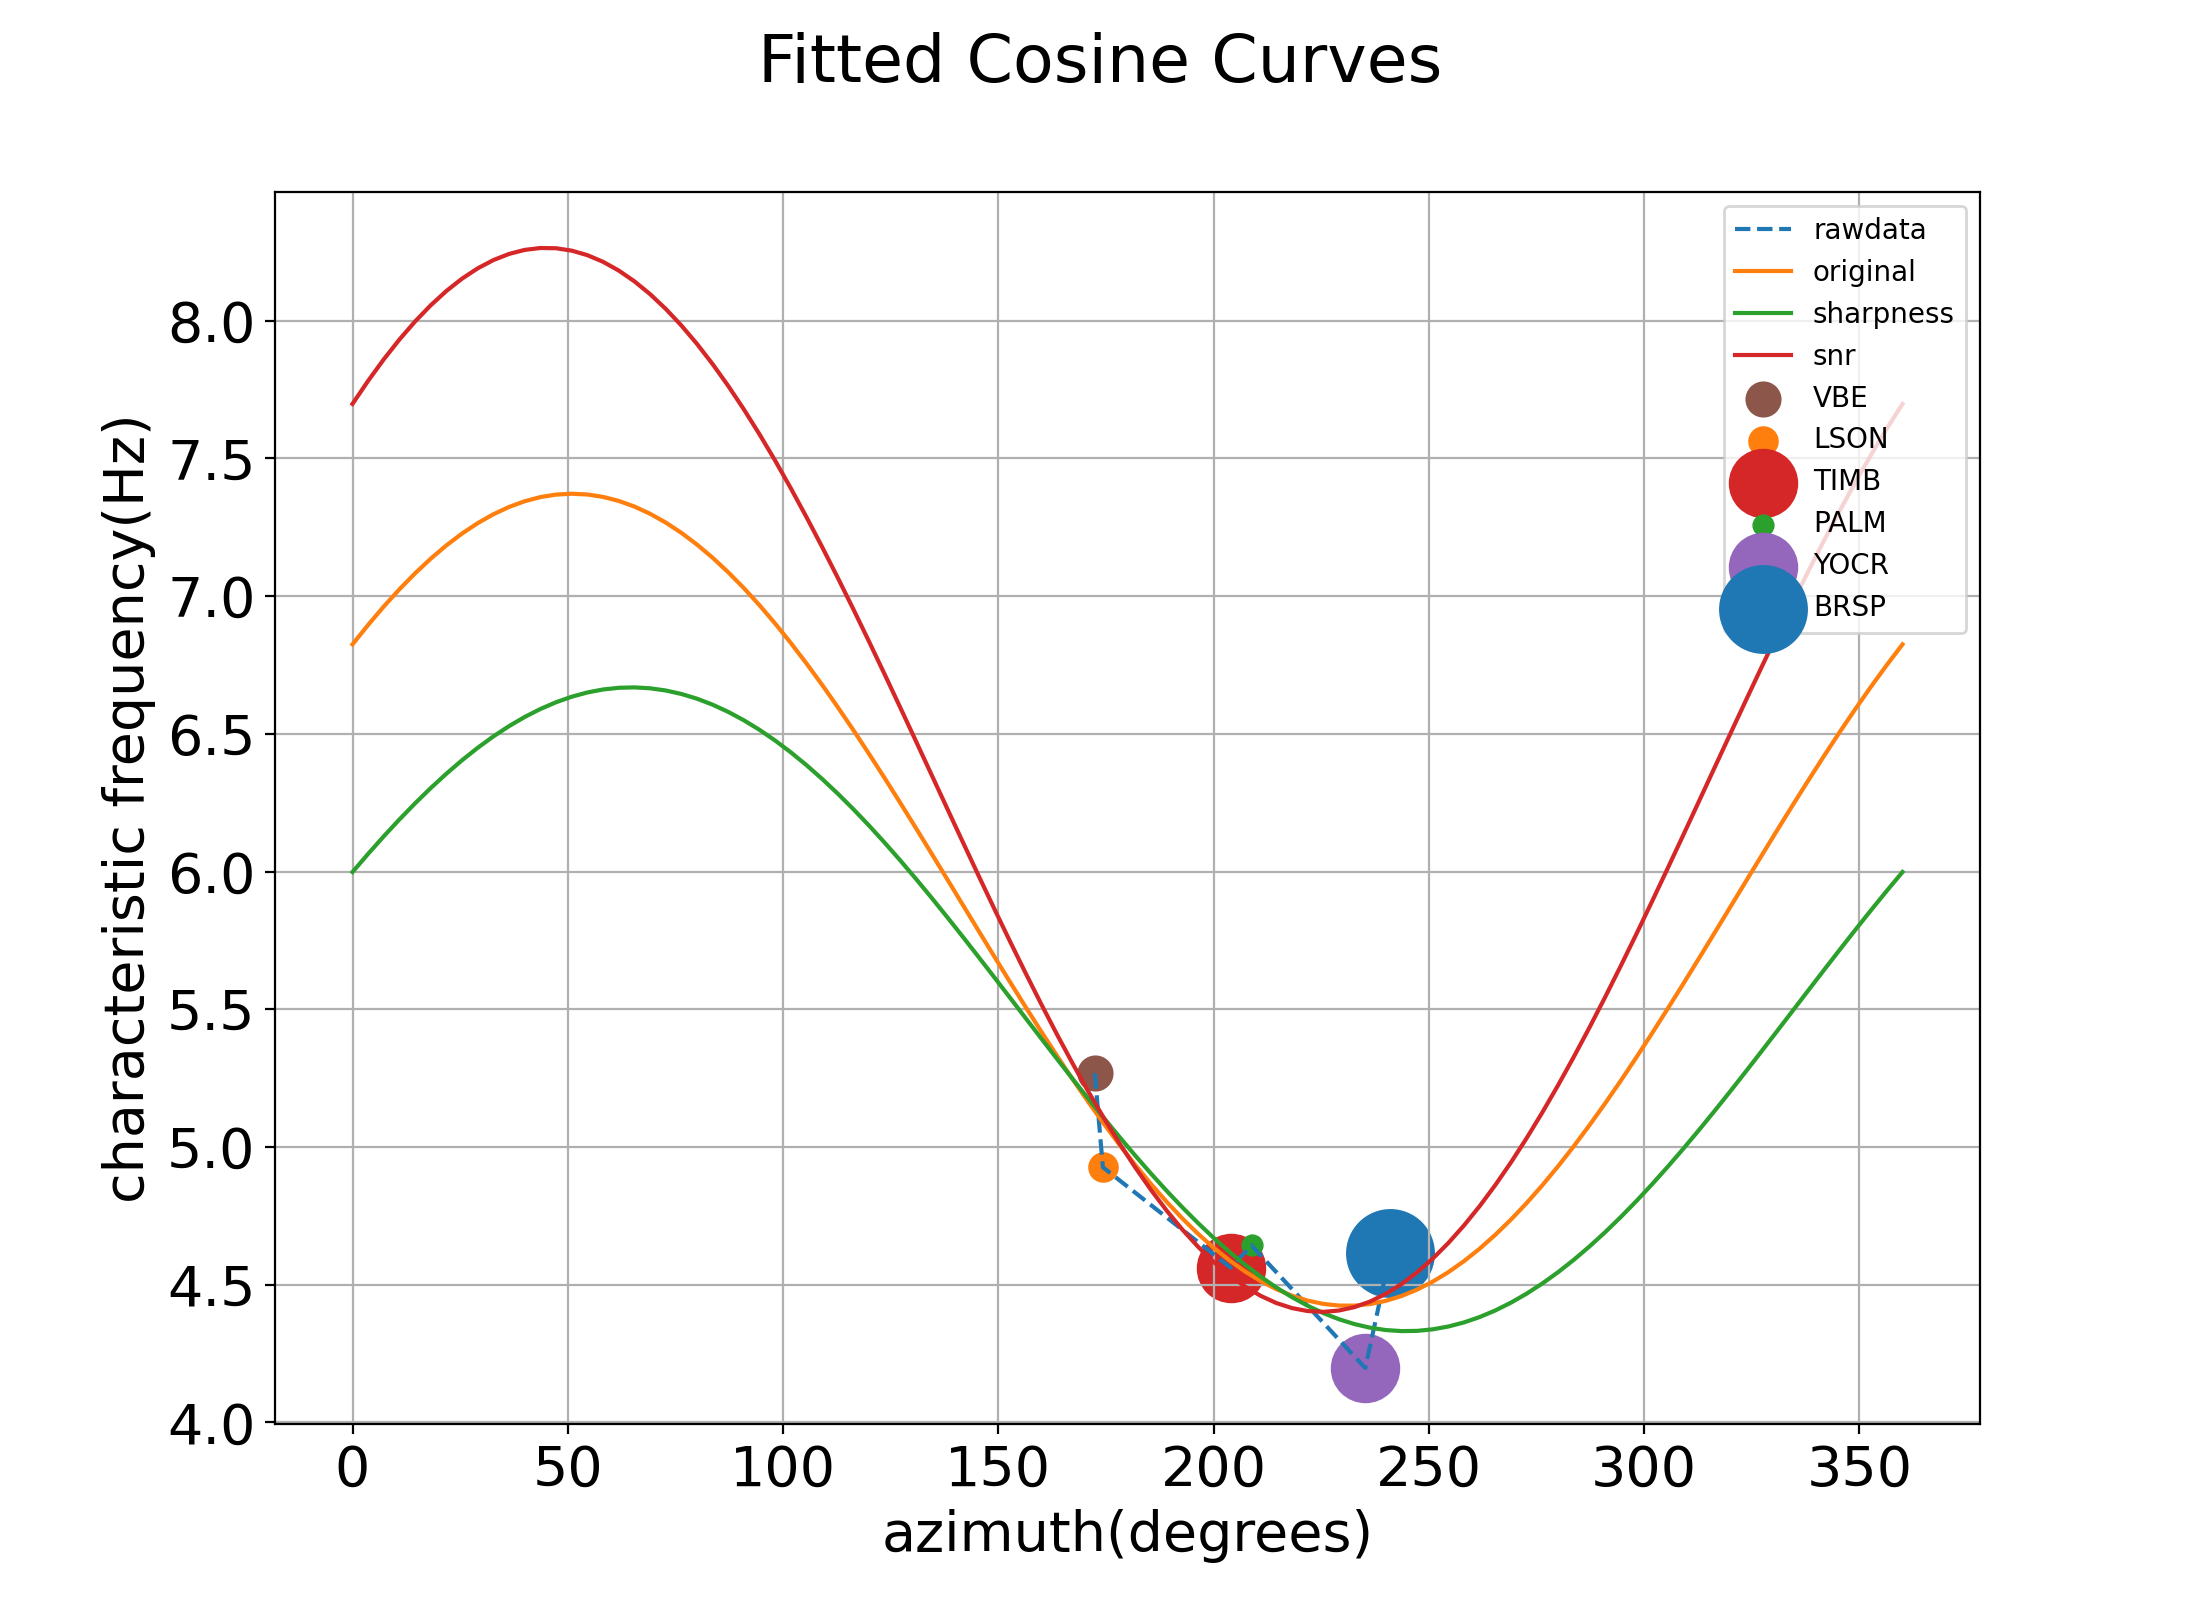 Fitted Cosine Curves
characteristic frequency(Hz)
8.0
7.5
7.0
6.5
6.0
5.5
5.0
4.5
4.0
0 50 100 150 200 250 300 350
azimuth(degrees)
rawdata
original
sharpness
snr
VBE
LSON
TIMB
PALM
YOCR
BRSP